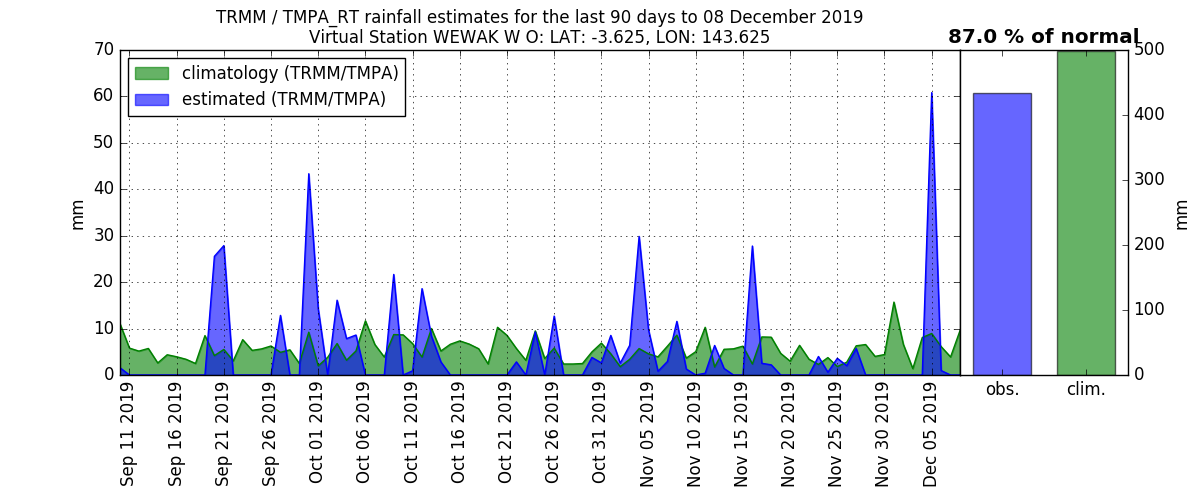 TRMM / TMPA_RT rainfall estimates for the last 90 days to 08 December 2019
Virtual Station WEWAK W O: LAT: -3.625, LON: 143.625
87.0 % of normal
climatology (TRMM/TMPA)
estimated (TRMM/TMPA)
70
60
50
40
30
20
10
0
mm
500
400
300
200
100
0
mm
Sep 11 2019
Sep 16 2019
Sep 21 2019
Sep 26 2019
Oct 01 2019
Oct 06 2019
Oct 11 2019
Oct 16 2019
Oct 21 2019
Oct 26 2019
Oct 31 2019
Nov 05 2019
Nov 10 2019
Nov 15 2019
Nov 20 2019
Nov 25 2019
Nov 30 2019
Dec 05 2019
obs.
clim.